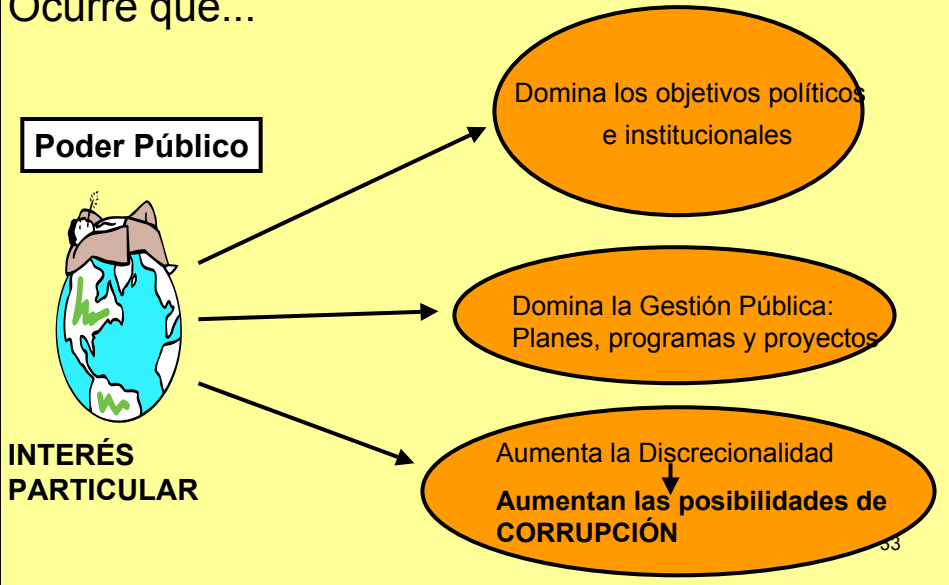 Ocurre que...
Poder Público
INTERÉS
PARTICULAR
Domina los objetivos políticos
e institucionales
Domina la Gestión Pública:
Planes, programas y proyectos
Aumenta la Discrecionalidad
Aumentan las posibilidades de
CORRUPCIÓN
33